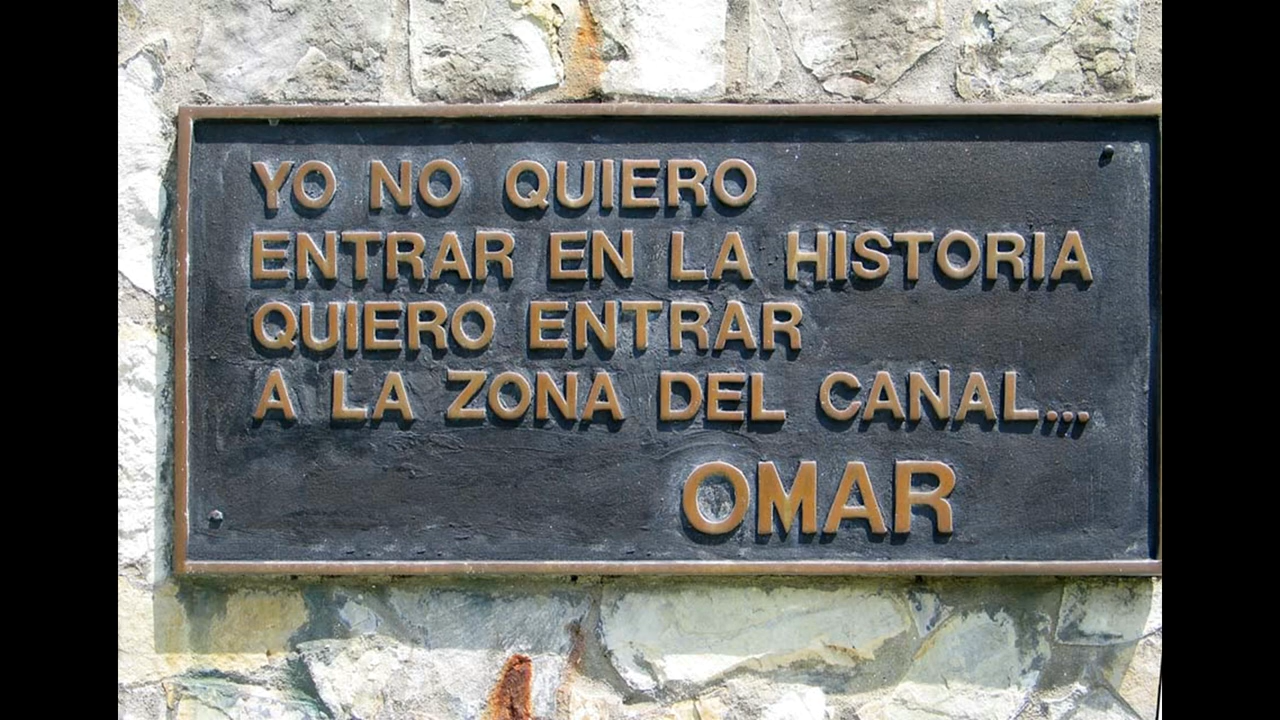 YO NO QUIERO
ENTRAR EN LA HISTORIA
QUIERO ENTRAR
A LA ZONA DEL CANAL...
OMAR